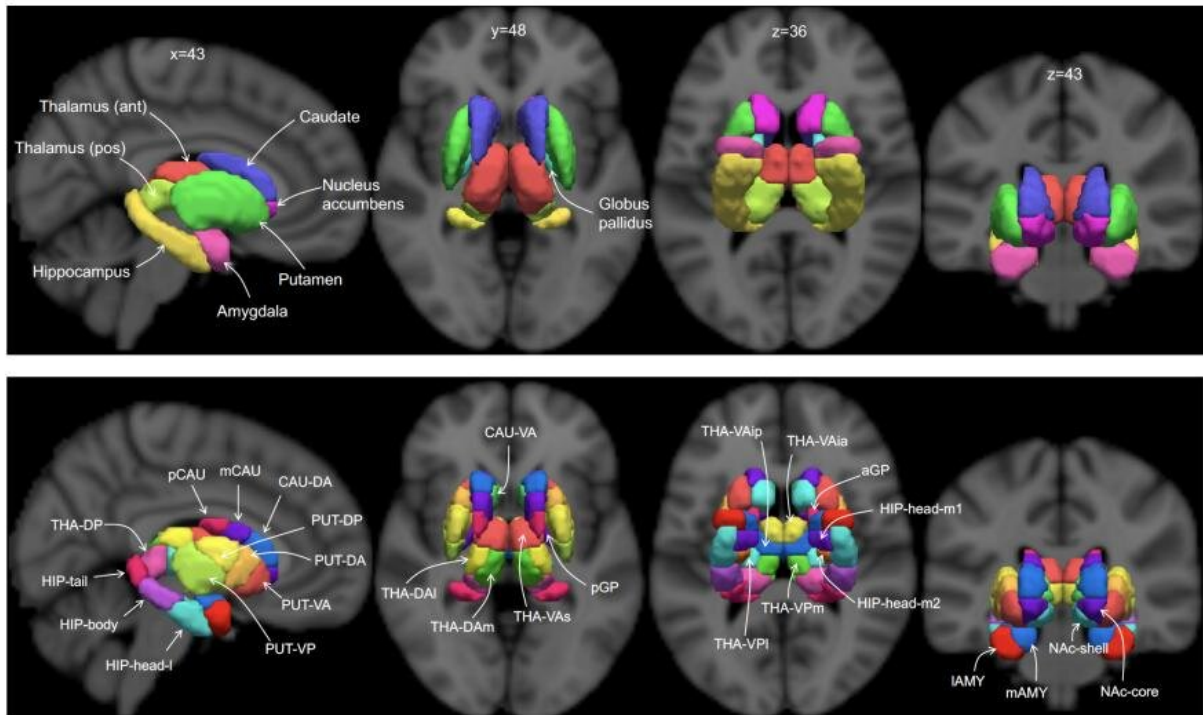 x=43
y=48
z=36
z=43
Thalamus (ant)
Caudate
Thalamus (pos)
Nucleus
accumbens
Globus
pallidus
Hippocampus
Putamen
Amygdala
CAU-VA
THA-VAip
THA-VAia
pCAU
mCAU
CAU-DA
aGP
THA-DP
PUT-DP
HIP-head-m1
PUT-DA
HIP-tail
THA-DAl
pGP
PUT-VA
HIP-body
THA-DAm
THA-VAs
THA-VPm
HIP-head-m2
PUT-VP
THA-VPl
HIP-head-l
NAc-shell
lAMY
mAMY
NAc-core